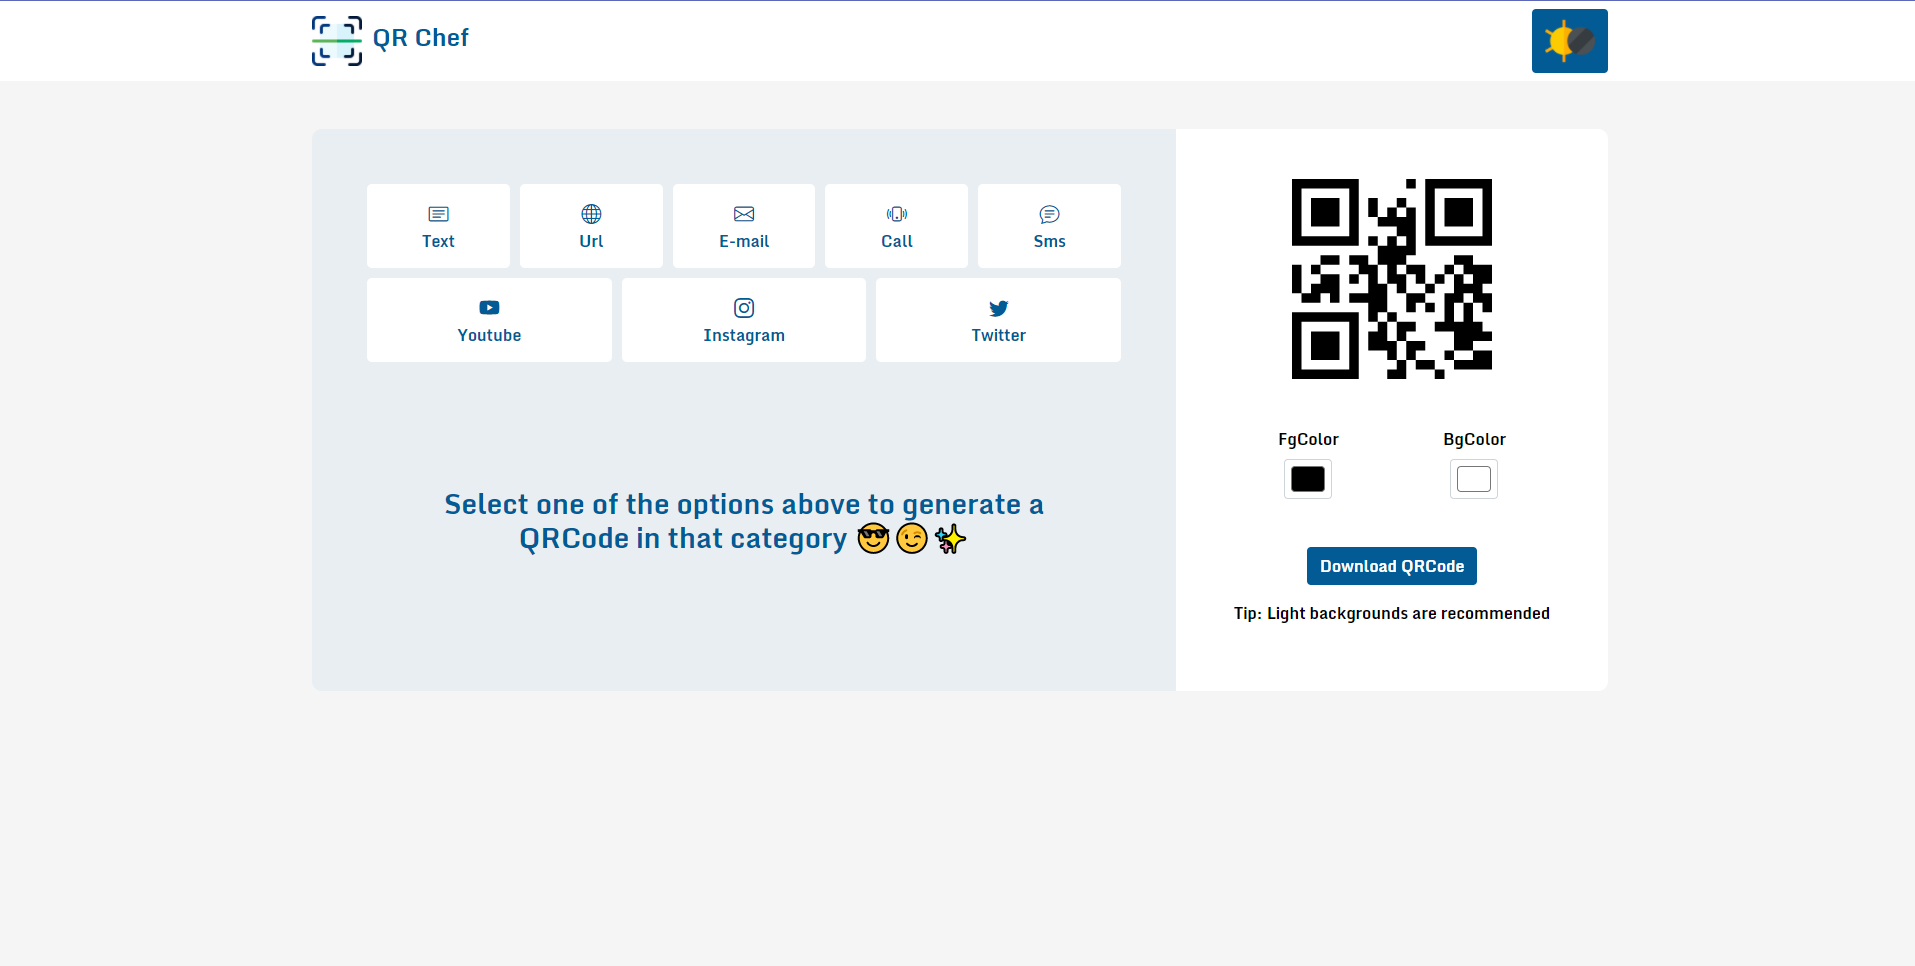 QR Chef
Text
Url
E-mail
Call
Sms
Youtube
Instagram
Twitter
Select one of the options above to generate a
QRCode in that category 😎😉✨
FgColor
BgColor
Download QRCode
Tip: Light backgrounds are recommended